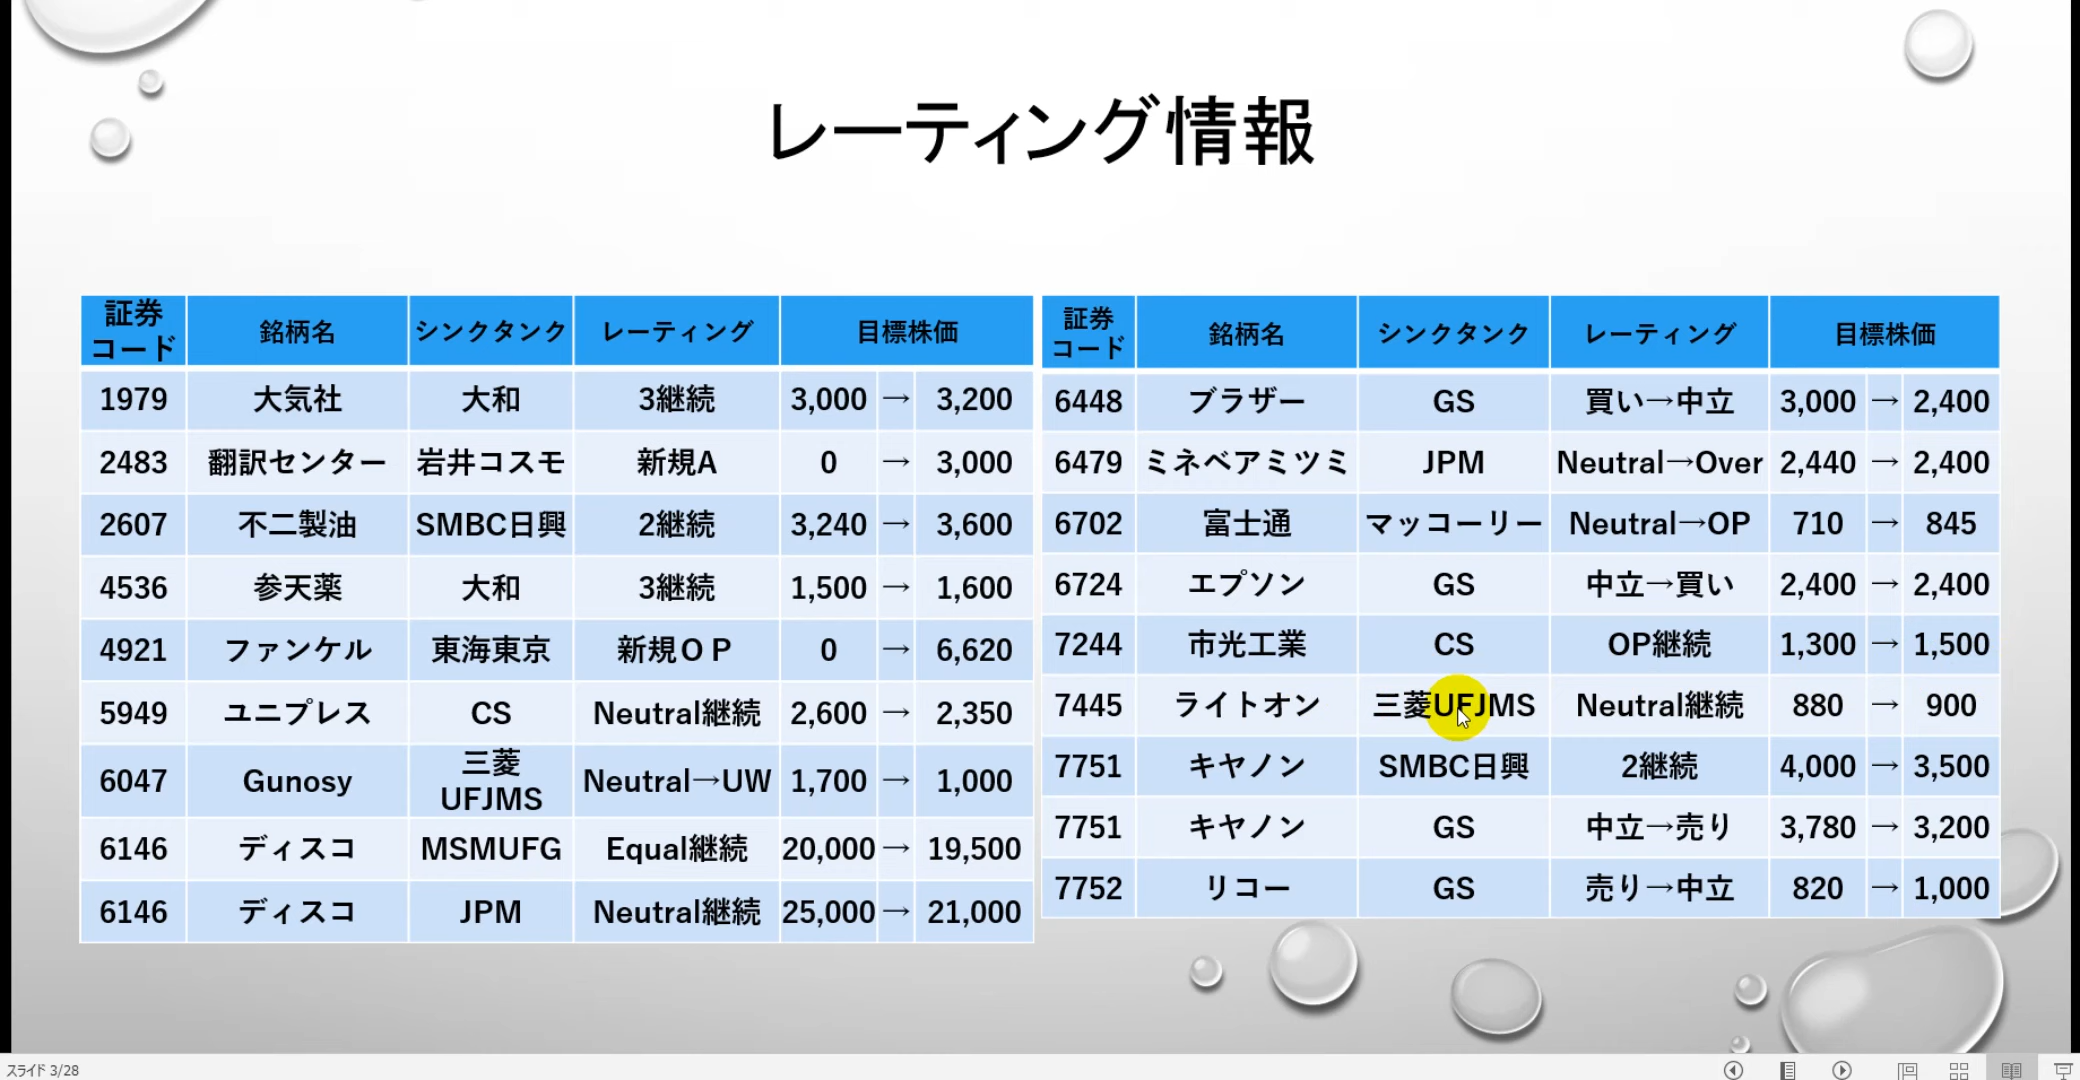 レーティング情報
証券コード 銘柄名 シンクタンク レーティング 目標株価
1979 大気社 大和 3継続 3,000 → 3,200
2483 翻訳センター 岩井コスモ 新規A 0 → 3,000
2607 不二製油 SMBC日興 2継続 3,240 → 3,600
4536 参天薬 大和 3継続 1,500 → 1,600
4921 ファンケル 東海東京 新規OP 0 → 6,620
5949 ユニプレス CS Neutral継続 2,600 → 2,350
6047 Gunosy 三菱UFJMS Neutral→UW 1,700 → 1,000
6146 ディスコ MSMUFG Equal継続 20,000 → 19,500
6146 ディスコ JPM Neutral継続 25,000 → 21,000
証券コード 銘柄名 シンクタンク レーティング 目標株価
6448 ブラザー GS 買い→中立 3,000 → 2,400
6479 ミネベアミツミ JPM Neutral→Over 2,440 → 2,400
6702 富士通 マッコーリー Neutral→OP 710 → 845
6724 エプソン GS 中立→買い 2,400 → 2,400
7244 市光工業 CS OP継続 1,300 → 1,500
7445 ライトオン 三菱UFJMS Neutral継続 880 → 900
7751 キヤノン SMBC日興 2継続 4,000 → 3,500
7751 キヤノン GS 中立→売り 3,780 → 3,200
7752 リコー GS 売り→中立 820 → 1,000
スライド 3/28